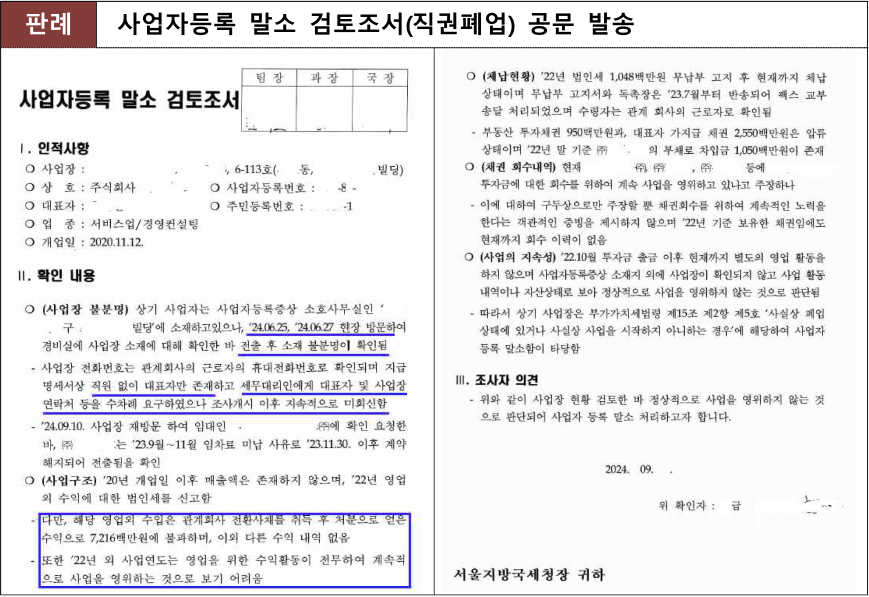 판례
사업자등록 말소 검토조서(직권폐업) 공문 발송
팀 장 과 장 국 장
사업자등록 말소 검토조서
Ⅰ. 인적사항
❍ 사업장 : , 6-113호( 동, 빌딩)
❍ 상 호 : 주식회사 ❍ 사업자등록번호 : -8 -
❍ 대표자 : ❍ 주민등록번호 : -1
❍ 업 종 : 서비스업/경영컨설팅
❍ 개업일 : 2020.11.12.
Ⅱ. 확인 내용
❍ (사업장 불분명) 상기 사업자는 사업자등록증상 소호사무실인 '
구 빌딩'에 소재하고있으나, '24.06.25, '24.06.27 현장 방문하여
경비실에 사업장 소재에 대해 확인한 바 전출 후 소재 불분명이 확인됨
- 사업장 전화번호는 관계회사의 근로자의 휴대전화번호로 확인되며 지급
명세서상 직원 없이 대표자만 존재하고 세무대리인에게 대표자 및 사업장
연락처 등을 수차례 요구하였으나 조사개시 이후 지속적으로 미회신함
- '24.09.10. 사업장 재방문 하여 임대인 ㈜에 확인 요청한
바, ㈜ 는 '23.9월~11월 임차료 미납 사유로 '23.11.30. 이후 계약
해지되어 전출됨을 확인
❍ (사업구조) '20년 개업일 이후 매출액은 존재하지 않으며, '22년 영업
외 수익에 대한 법인세를 신고함
- 다만, 해당 영업외 수입은 관계회사 전환사채를 취득 후 처분으로 얻은
수익으로 7,216백만원에 불과하며, 이외 다른 수익 내역 없음
- 또한 '22년 외 사업연도는 영업을 위한 수익활동이 전무하여 계속적
으로 사업을 영위하는 것으로 보기 어려움
❍ (체납현황) '22년 법인세 1,048백만원 무납부 고지 후 현재까지 체납
상태이며 무납부 고지서와 독촉장은 '23.7월부터 반송되어 팩스 교부
송달 처리되었으며 수령자는 관계 회사의 근로자로 확인됨
- 부동산 투자채권 950백만원과, 대표자 가지급 채권 2,550백만원은 압류
상태이며 '22년 말 기준 ㈜ 의 부채로 차입금 1,050백만원이 존재
❍ (채권 회수내역) 현재 ㈜, ㈜ , ㈜ 등에
투자금에 대한 회수를 위하여 계속 사업을 영위하고 있나고 주장하나
- 이에 대하여 구두상으로만 주장할 뿐 채권회수를 위하여 계속적인 노력을
한다는 객관적인 증빙을 제시하지 않으며 '22년 기준 보유한 채권임에도
현재까지 회수 이력이 없음
❍ (사업의 지속성) '22.10월 투자금 출금 이후 현재까지 별도의 영업 활동을
하지 않으며 사업자등록증상 소재지 외에 사업장이 확인되지 않고 사업 활동
내역이나 자산상태로 보아 정상적으로 사업을 영위하지 않는 것으로 판단됨
- 따라서 상기 사업장은 부가가치세법령 제15조 제2항 제5호 '사실상 폐업
상태에 있거나 사실상 사업을 시작하지 아니하는 경우'에 해당하여 사업자
등록 말소함이 타당함
Ⅲ. 조사자 의견
- 위와 같이 사업장 현황 검토한 바 정상적으로 사업을 영위하지 않는 것
으로 판단되어 사업자 등록 말소 처리하고자 합니다.
2024. 09. .
위 확인자 : 급
서울지방국세청장 귀하